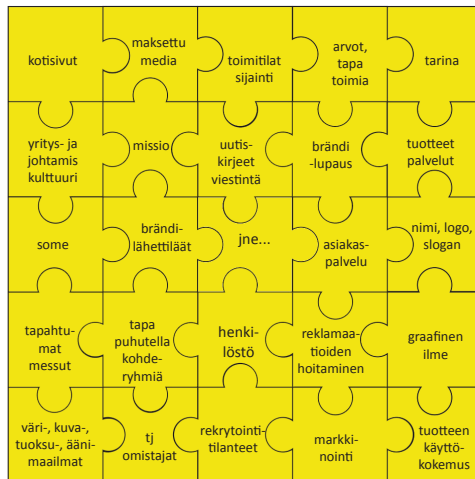 kotisivut
maksettu
media
toimitilat
sijainti
arvot,
tapa
toimia
tarina
yritys- ja
johtamis
kulttuuri
missio
uutis-
kirjeet
viestintä
brändi
-lupaus
tuotteet
palvelut
some
brändi-
lähettiläät
jne...
asiakas-
palvelu
nimi, logo,
slogan
tapahtu-
mat
messut
tapa
puhutella
kohde-
ryhmiä
henki-
löstö
reklamaa-
tioiden
hoitaminen
graafinen
ilme
väri-, kuva-,
tuoksu-, ääni-
maailmat
tj
omistajat
rekrytointi-
tilanteet
markki-
nointi
tuotteen
käyttö-
kokemus